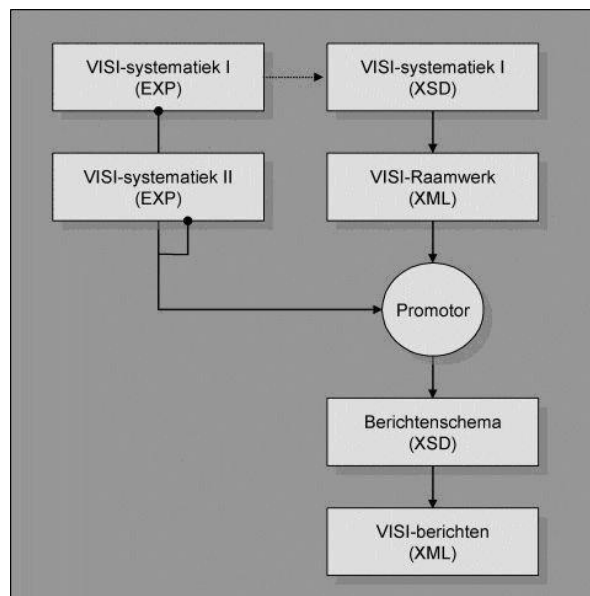 VISI-systematiek I
(EXP)
VISI-systematiek I
(XSD)
VISI-systematiek II
(EXP)
VISI-Raamwerk
(XML)
Promotor
Berichtenschema
(XSD)
VISI-berichten
(XML)